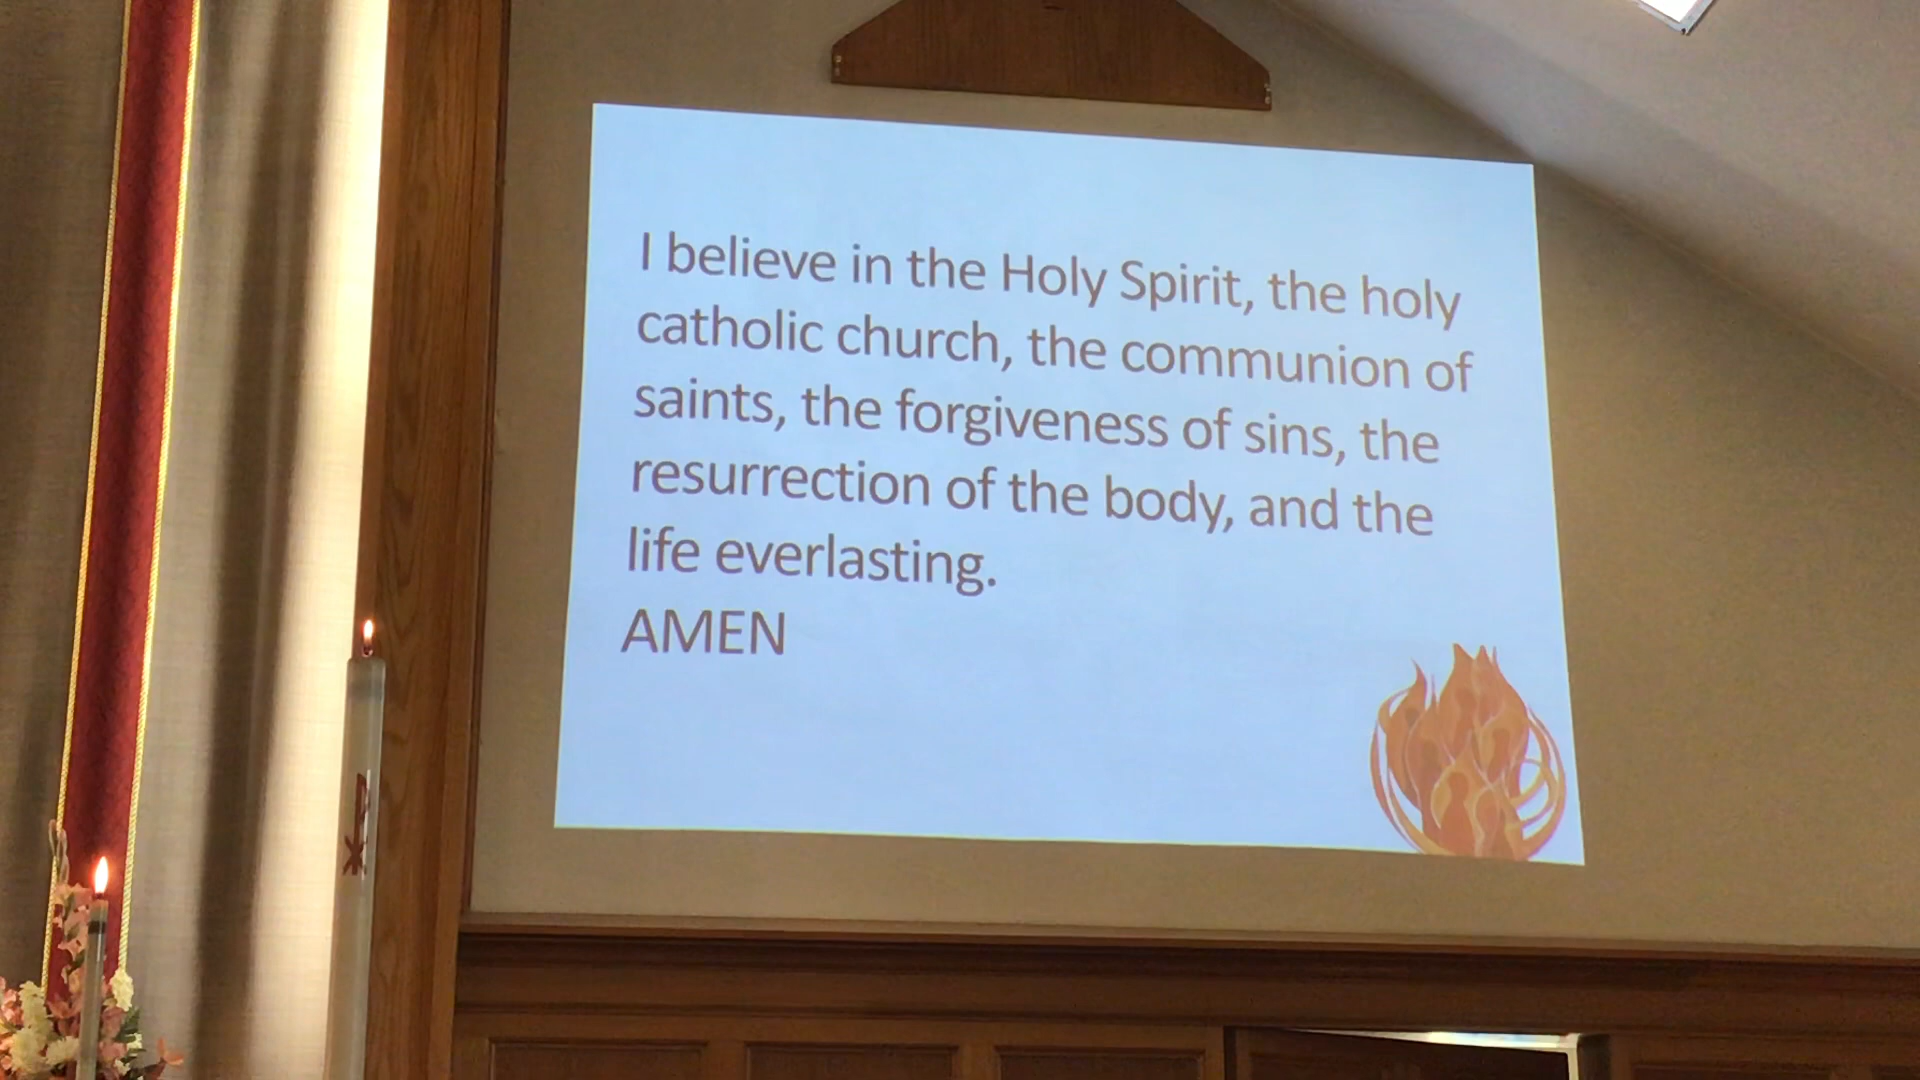 I believe in the Holy Spirit, the holy
catholic church, the communion of
saints, the forgiveness of sins, the
resurrection of the body, and the
life everlasting.
AMEN